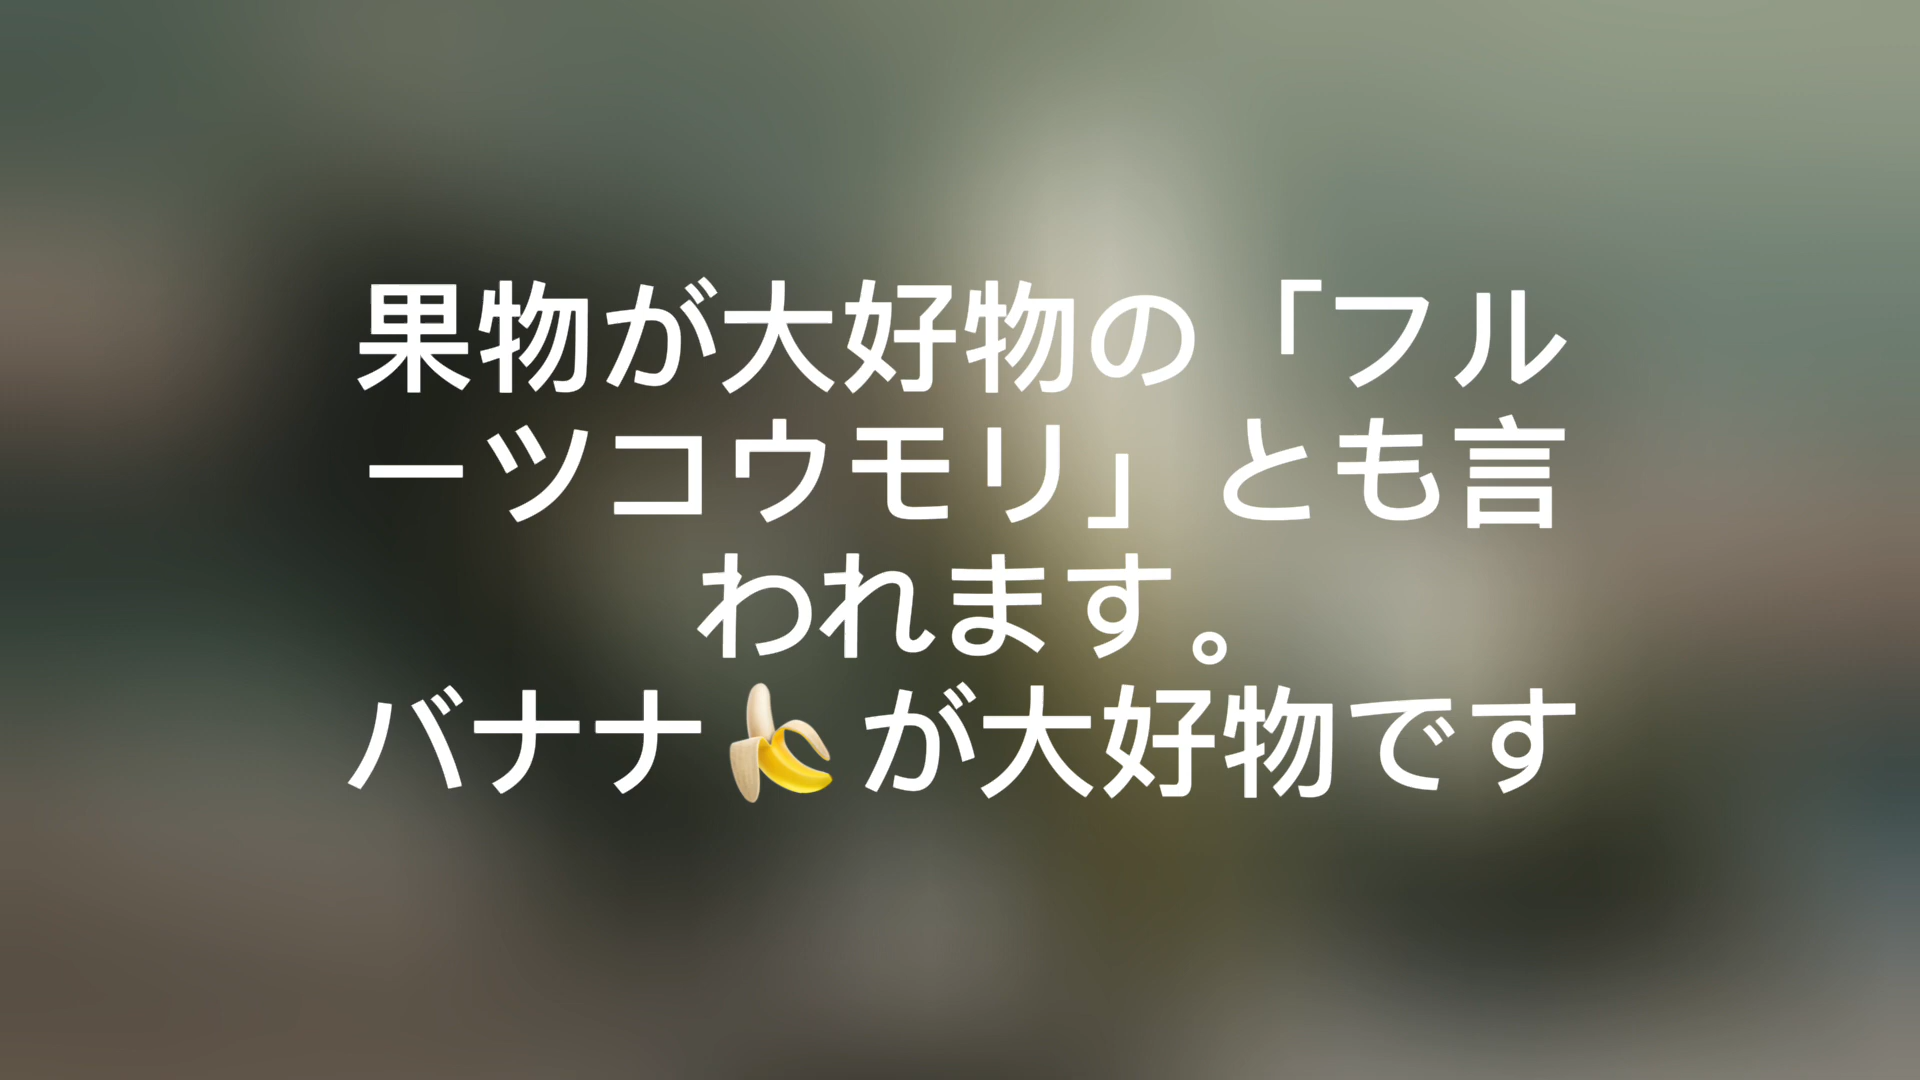 果物が大好物の「フル
ーツコウモリ」とも言
われます。
バナナ🍌が大好物です